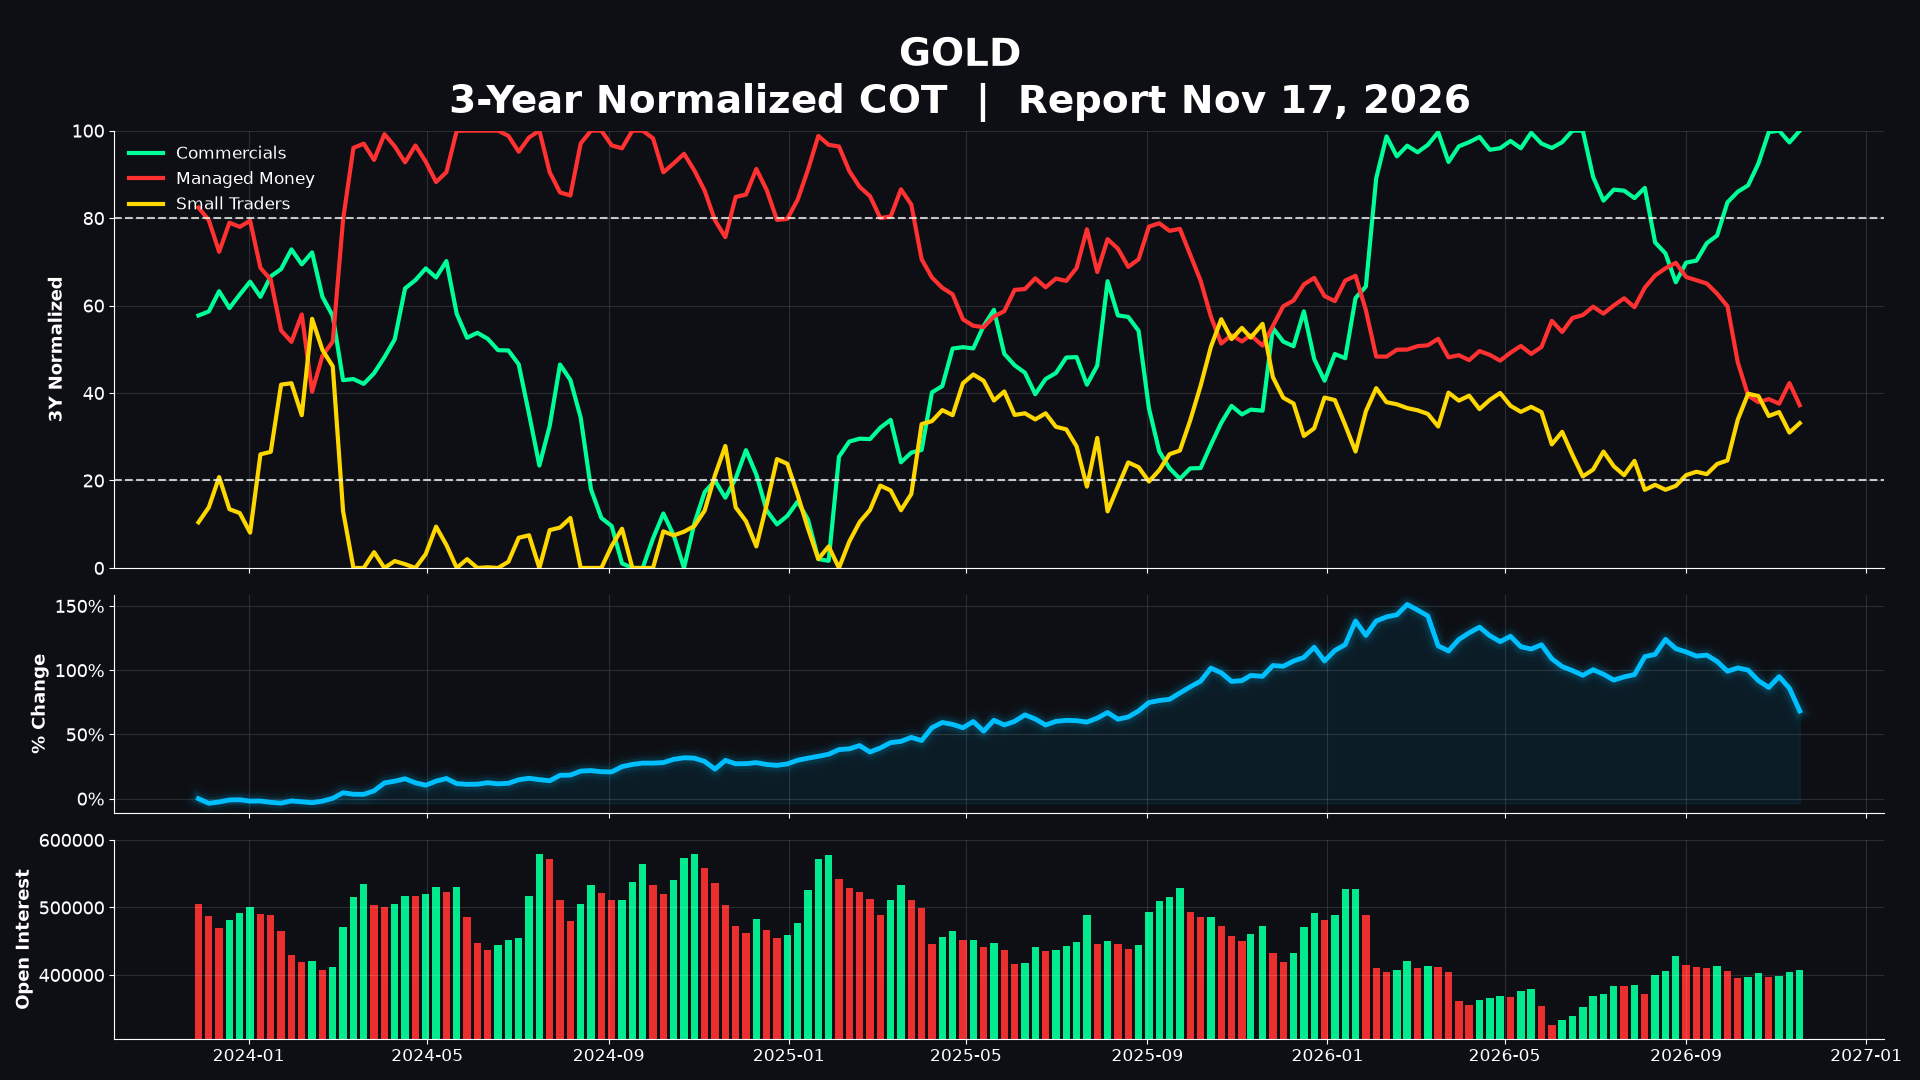 GOLD
3-Year Normalized COT | Report Nov 17, 2026
100
80
60
40
20
0
3Y Normalized
Commercials
Managed Money
Small Traders
150%
100%
50%
0%
% Change
600000
500000
400000
Open Interest
2024-01
2024-05
2024-09
2025-01
2025-05
2025-09
2026-01
2026-05
2026-09
2027-01